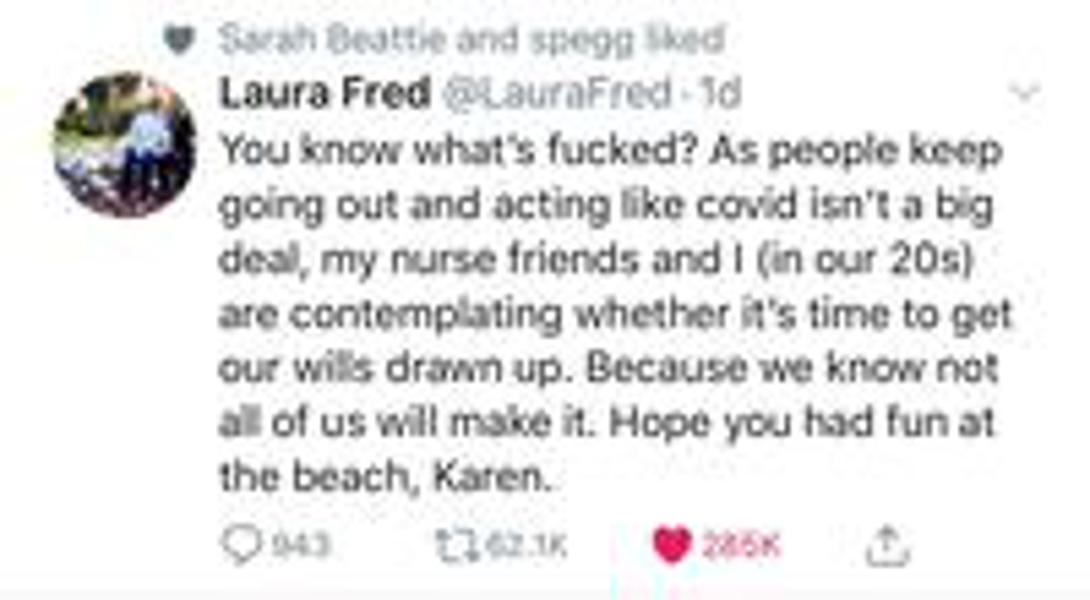 Sarah Beattie and spegg liked
Laura Fred @LauraFred · 1d
You know what's fucked? As people keep
going out and acting like covid isn't a big
deal, my nurse friends and I (in our 20s)
are contemplating whether it's time to get
our wills drawn up. Because we know not
all of us will make it. Hope you had fun at
the beach, Karen.
943 62.1K 285K